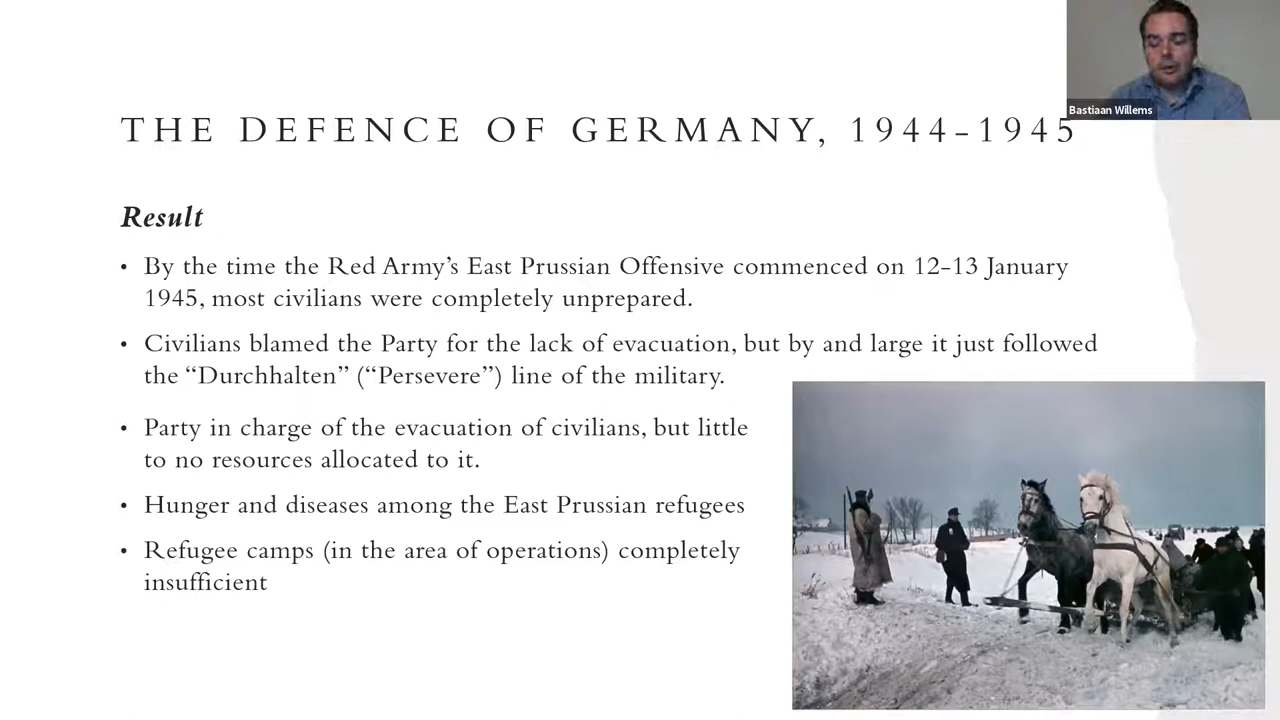 Bastiaan Willems
THE DEFENCE OF GERMANY, 1944-1945
Result
• By the time the Red Army’s East Prussian Offensive commenced on 12-13 January
1945, most civilians were completely unprepared.
• Civilians blamed the Party for the lack of evacuation, but by and large it just followed
the “Durchhalten” (“Persevere”) line of the military.
• Party in charge of the evacuation of civilians, but little
to no resources allocated to it.
• Hunger and diseases among the East Prussian refugees
• Refugee camps (in the area of operations) completely
insufficient